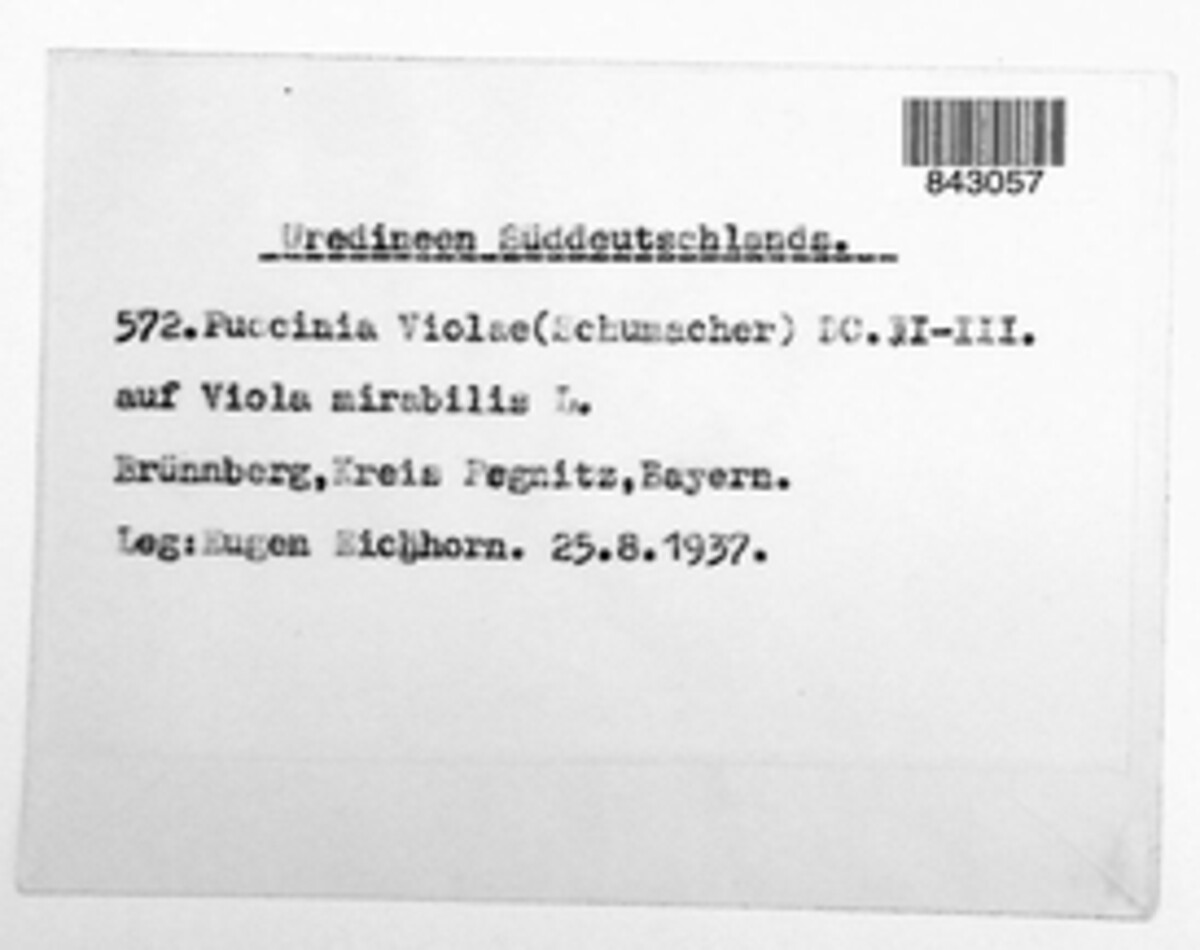 843057
Uredineen Süddeutschlands.
572.Puccinia Violae(Schumacher) DC.II-III.
auf Viola mirabilis L.
Brünnberg,Kreis Pegnitz,Bayern.
Leg:Eugen Eichhorn. 25.8.1937.